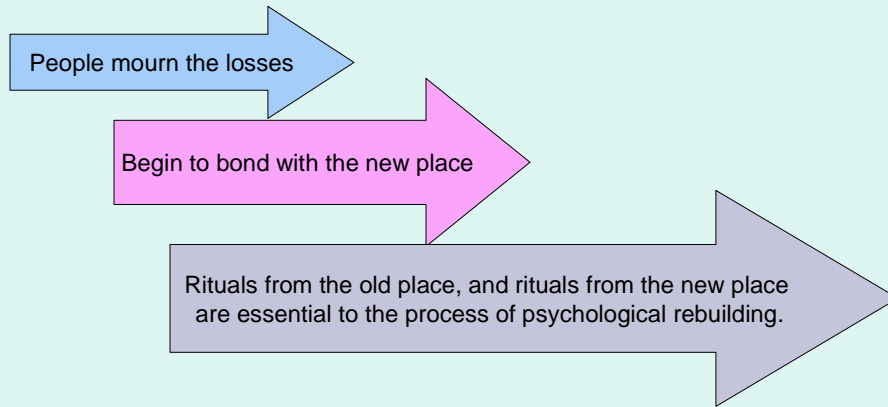 People mourn the losses
Begin to bond with the new place
Rituals from the old place, and rituals from the new place
are essential to the process of psychological rebuilding.